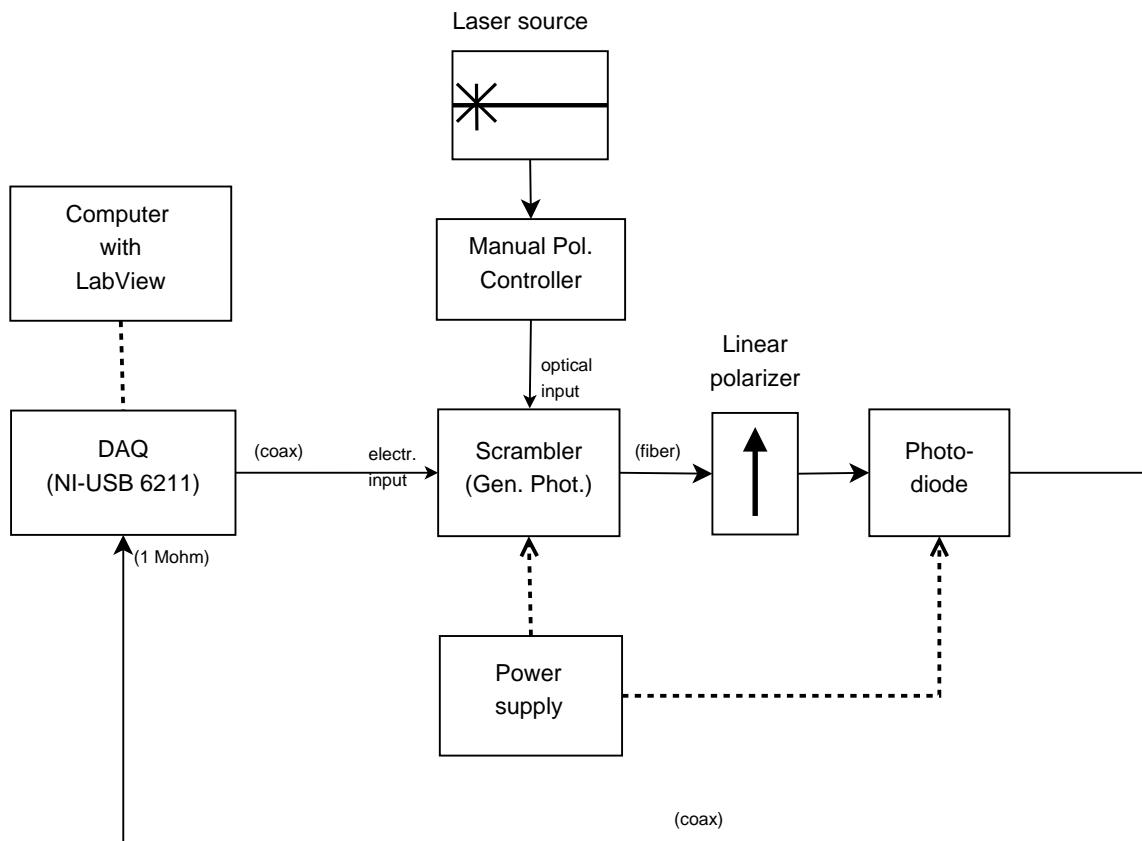 Laser source
Computer
with
LabView
Manual Pol.
Controller
optical
input
Linear
polarizer
DAQ
(NI-USB 6211)
(coax)
electr.
input
Scrambler
(Gen. Phot.)
(fiber)
Photo-
diode
(1 Mohm)
Power
supply
(coax)